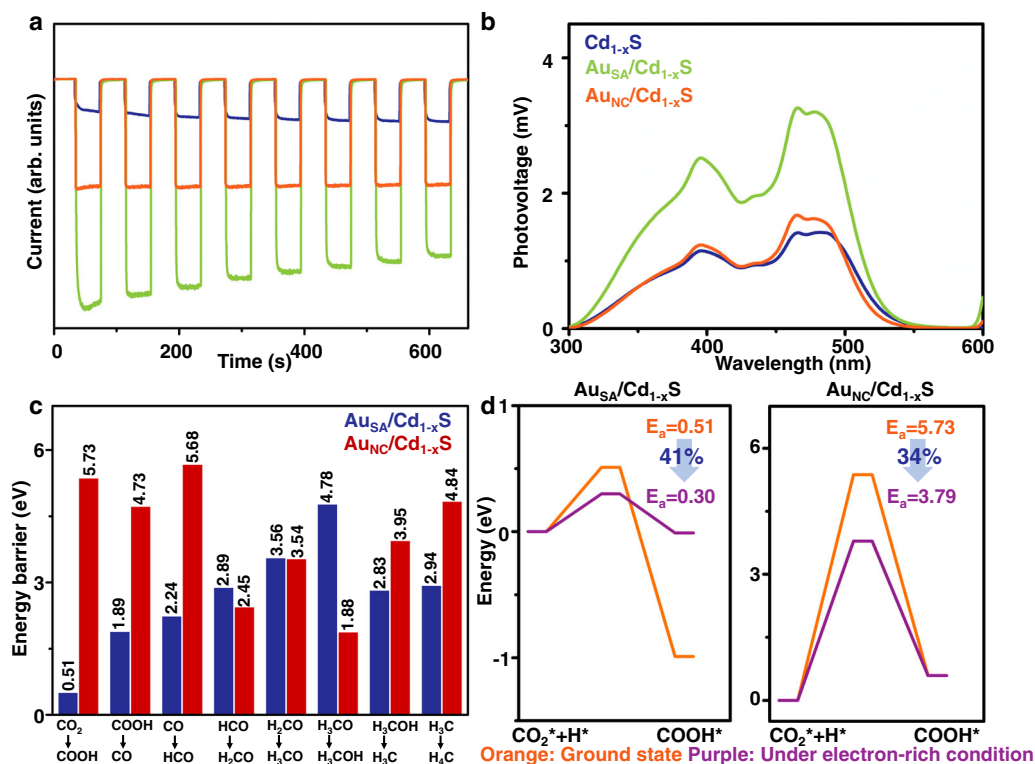 a
Current (arb. units)
0
200
400
600
Time (s)
b
Cd1-xS
AuSA/Cd1-xS
AuNC/Cd1-xS
Photovoltage (mV)
4
2
0
300
400
500
600
Wavelength (nm)
c
AuSA/Cd1-xS
AuNC/Cd1-xS
Energy barrier (eV)
6
3
0
0.51
5.73
1.89
4.73
2.24
5.68
2.89
2.45
3.56
3.54
4.78
1.88
2.83
3.95
2.94
4.84
CO2 COOH CO HCO H2CO H3CO H3COH H3C
↓ ↓ ↓ ↓ ↓ ↓ ↓ ↓
COOH CO HCO H2CO H3CO H3COH H3C H4C
d
AuSA/Cd1-xS
Energy (eV)
1
0
-1
Ea=0.51
41%
Ea=0.30
CO2*+H*
COOH*
AuNC/Cd1-xS
6
3
0
Ea=5.73
34%
Ea=3.79
CO2*+H*
COOH*
Orange: Ground state Purple: Under electron-rich condition